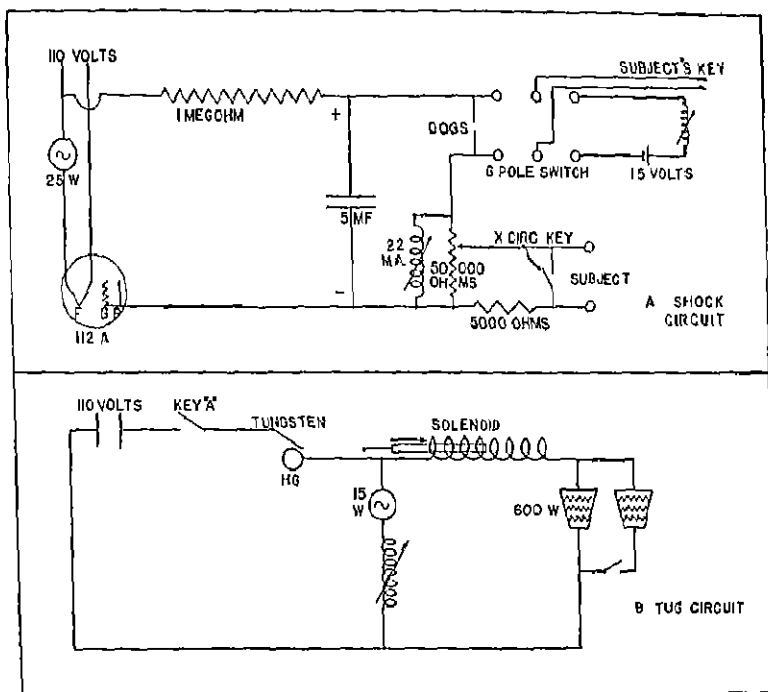 110 VOLTS
SUBJECT'S KEY
1 MEGOHM
+
DOGS
6 POLE SWITCH
15 VOLTS
25 W
5 MF
22
MA
50 000
OHMS
X CIRC KEY
SUBJECT
-
F G P
112 A
5000 OHMS
A SHOCK
CIRCUIT
110 VOLTS
KEY "A"
TUNGSTEN
SOLENOID
HG
15
W
600 W
B TUG CIRCUIT